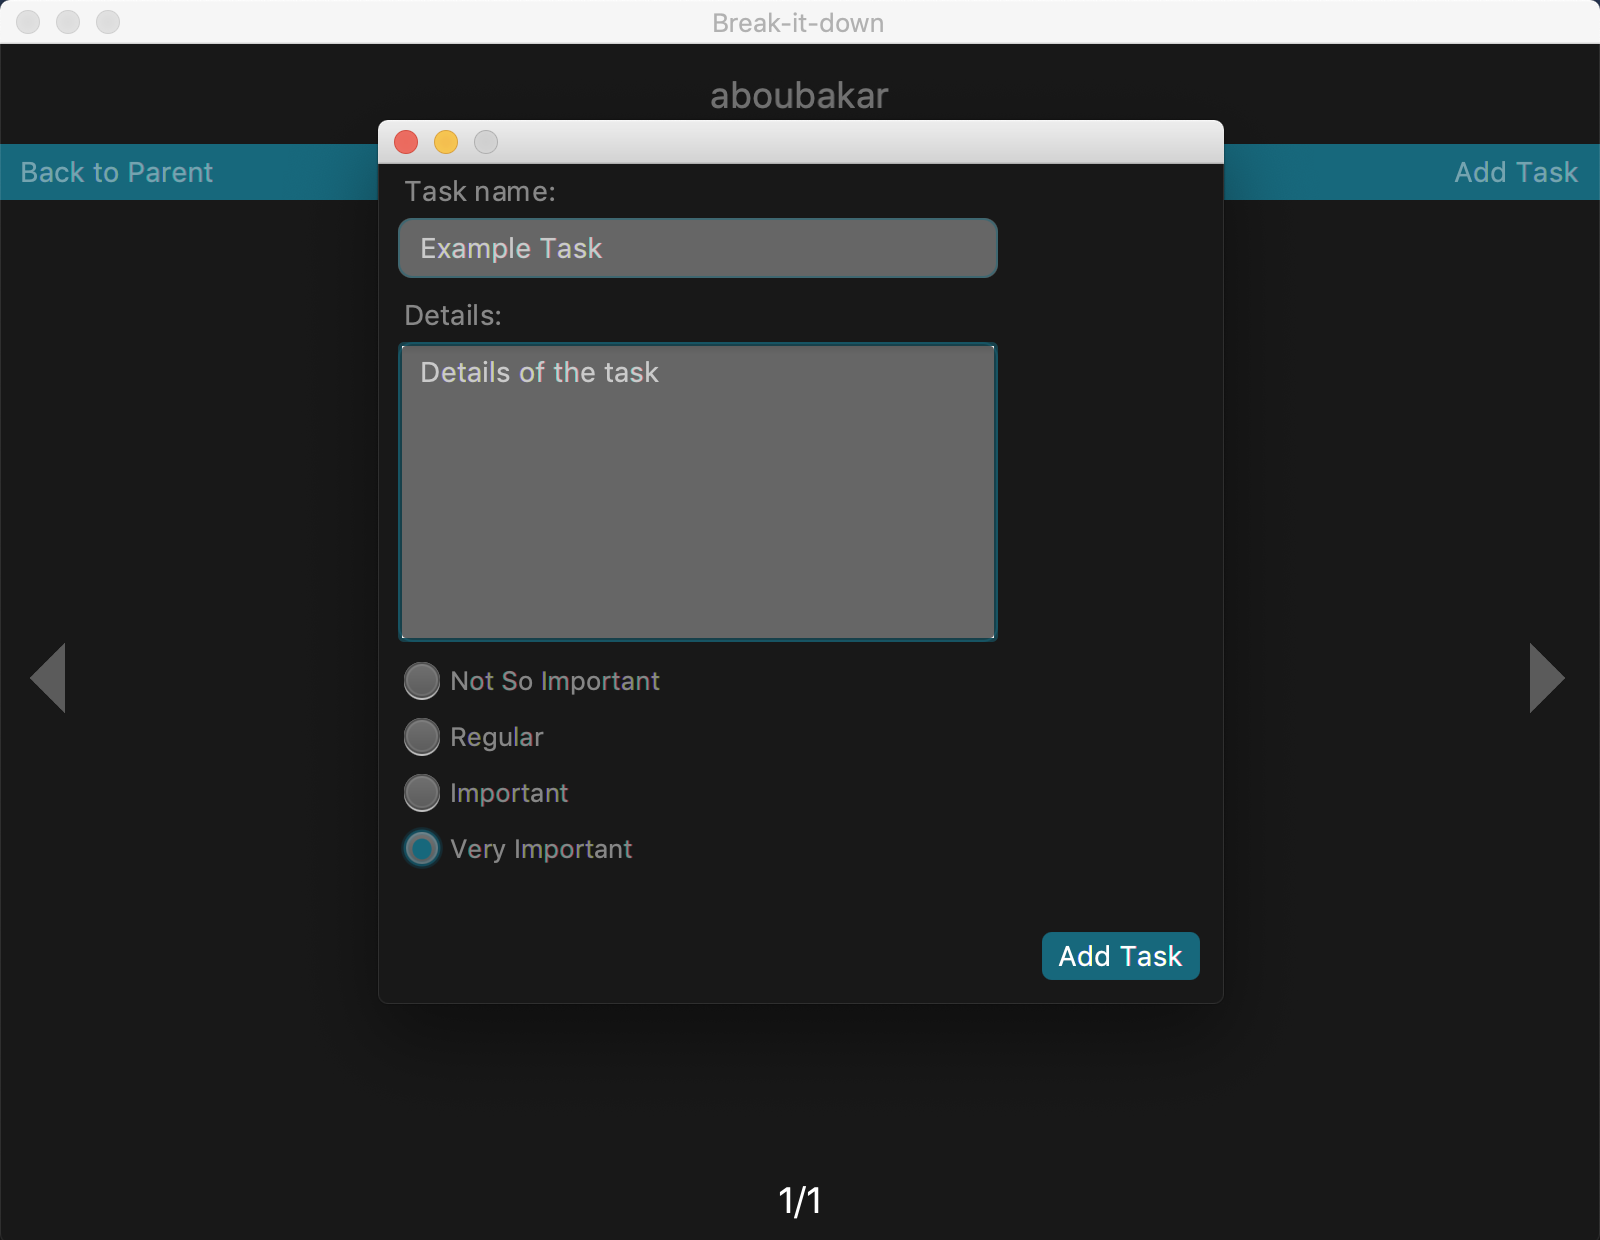 Break-it-down
aboubakar
Back to Parent
Add Task
Task name:
Example Task
Details:
Details of the task
Not So Important
Regular
Important
Very Important
Add Task
1/1